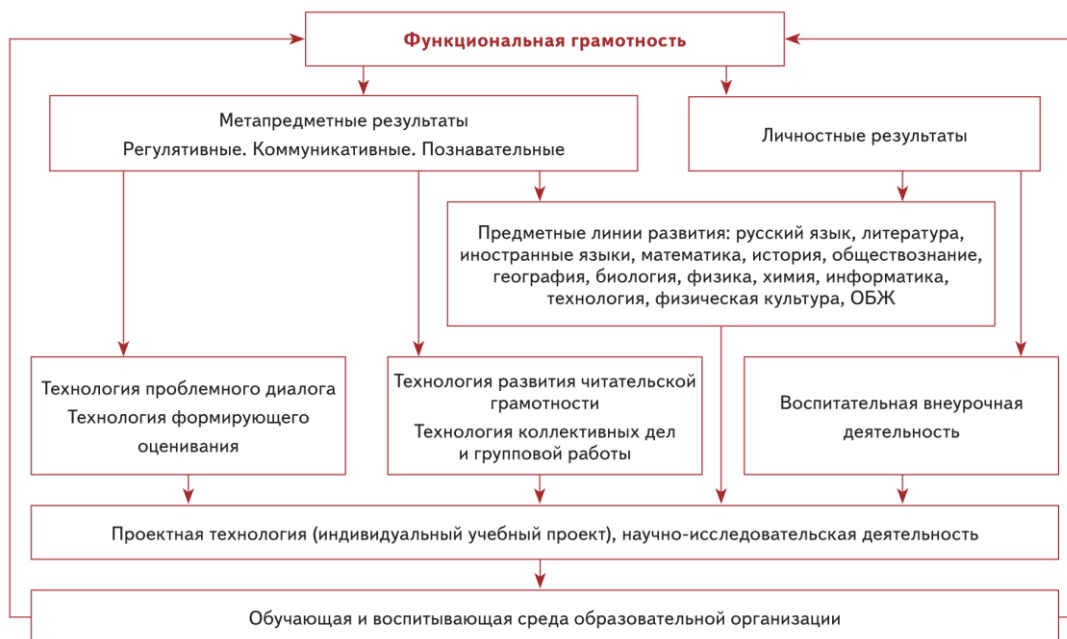 Функциональная грамотность
Метапредметные результаты
Регулятивные. Коммуникативные. Познавательные
Личностные результаты
Предметные линии развития: русский язык, литература,
иностранные языки, математика, история, обществознание,
география, биология, физика, химия, информатика,
технология, физическая культура, ОБЖ
Технология проблемного диалога
Технология формирующего
оценивания
Технология развития читательской
грамотности
Технология коллективных дел
и групповой работы
Воспитательная внеурочная
деятельность
Проектная технология (индивидуальный учебный проект), научно-исследовательская деятельность
Обучающая и воспитывающая среда образовательной организации